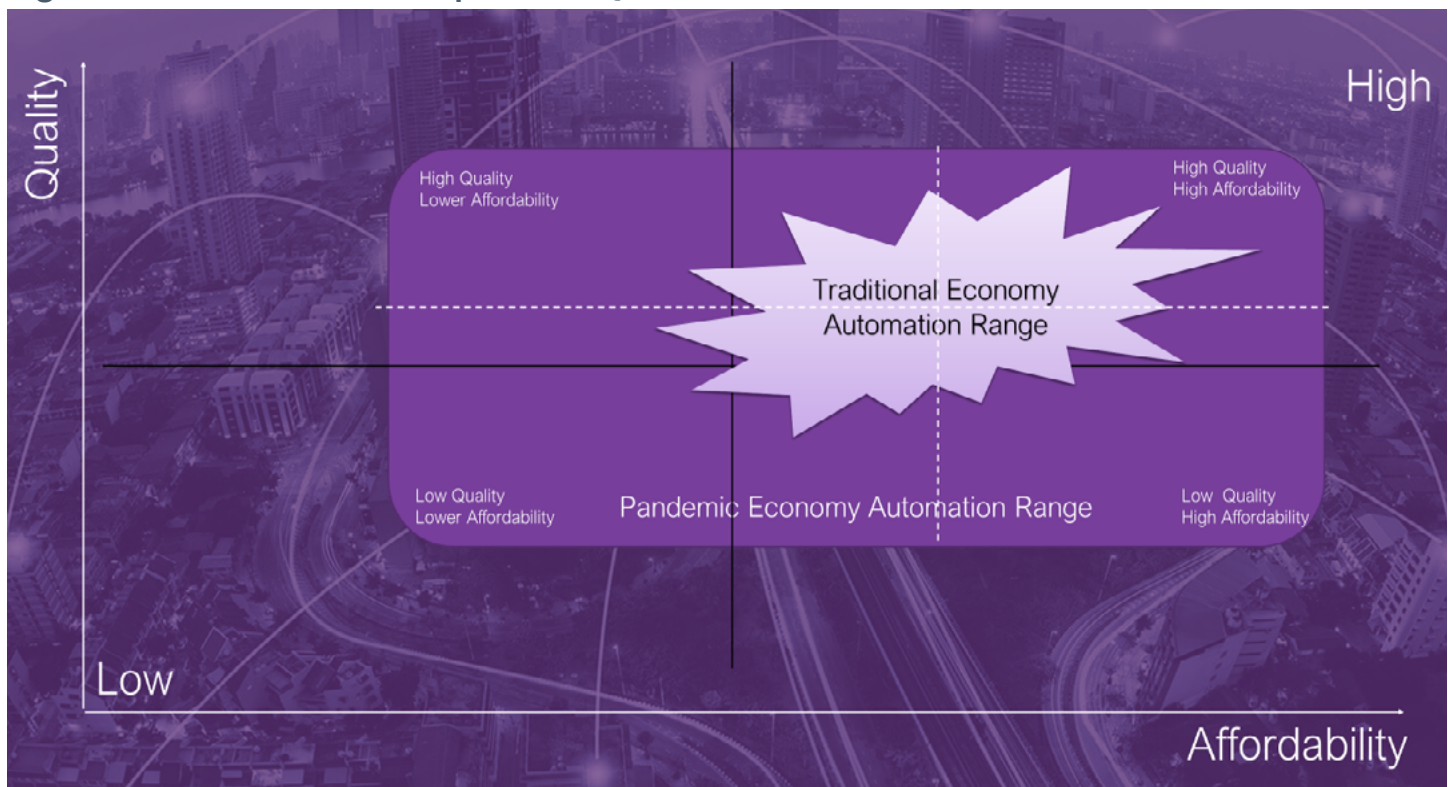 Quality
High
High Quality
Lower Affordability
High Quality
High Affordability
Traditional Economy
Automation Range
Low Quality
Lower Affordability
Pandemic Economy Automation Range
Low Quality
High Affordability
Low
Affordability